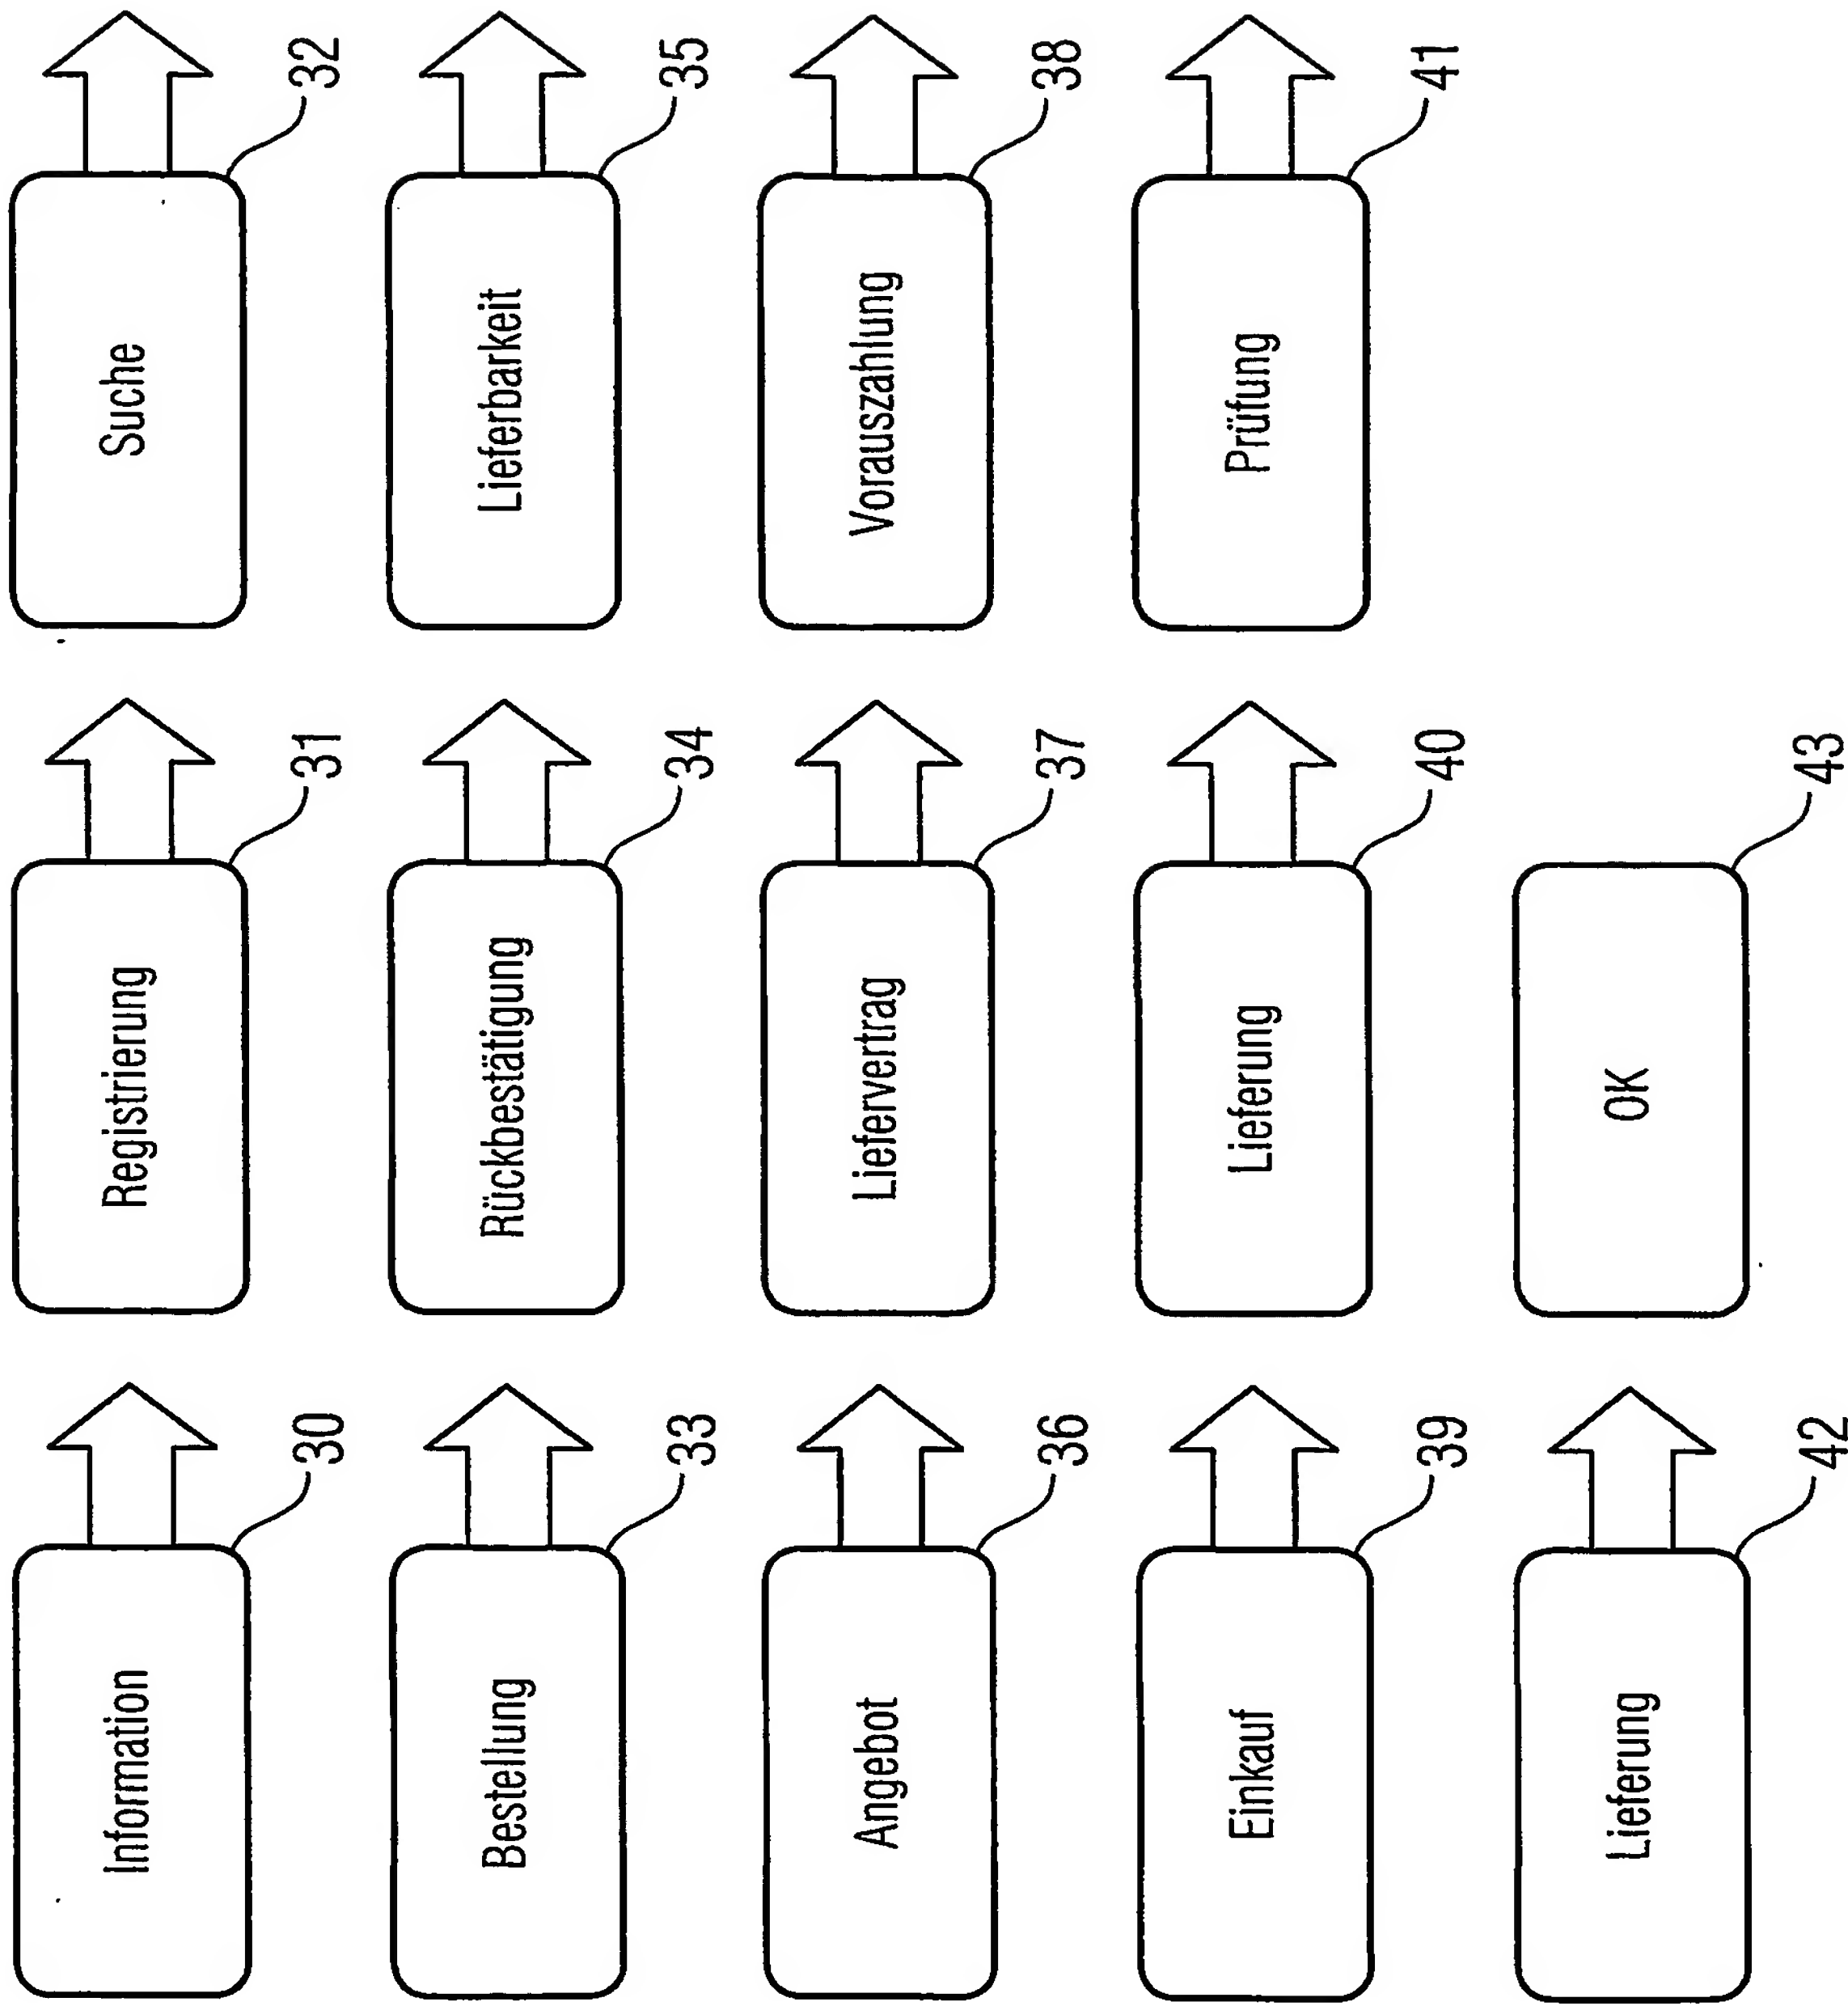 Information
30
Registrierung
31
Suche
32
Bestellung
33
Rückbestätigung
34
Lieferbarkeit
35
Angebot
36
Liefervertrag
37
Vorauszahlung
38
Einkauf
39
Lieferung
40
Prüfung
41
Lieferung
42
OK
43